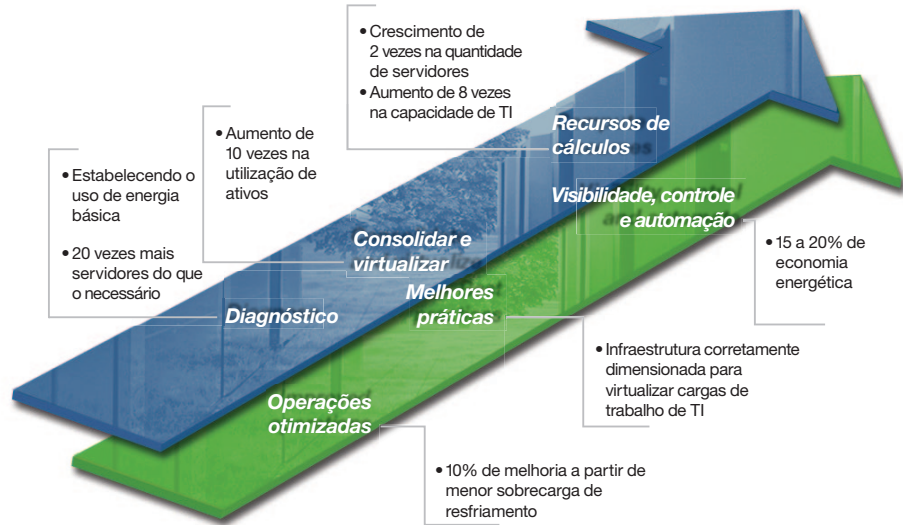 • Crescimento de
2 vezes na quantidade
de servidores
• Aumento de 8 vezes
na capacidade de TI
Recursos de
cálculos
• Aumento de
10 vezes na
utilização de
ativos
• Estabelecendo o
uso de energia
básica
• 20 vezes mais
servidores do que
o necessário
Visibilidade, controle
e automação
Consolidar e
virtualizar
• 15 a 20% de
economia
energética
Diagnóstico
Melhores
práticas
• Infraestrutura corretamente
dimensionada para
virtualizar cargas de
trabalho de TI
Operações
otimizadas
• 10% de melhoria a partir de
menor sobrecarga de
resfriamento